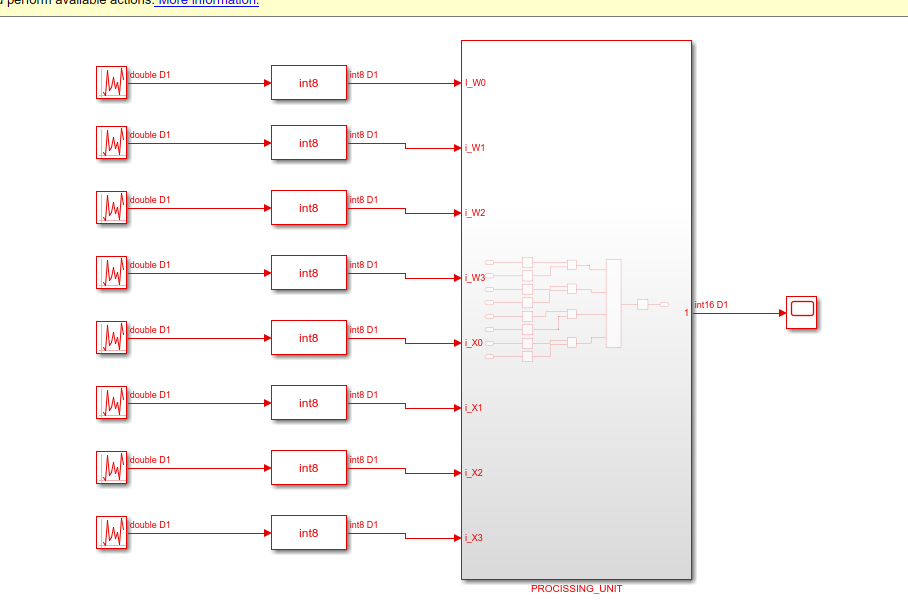 perform available actions. More information.
double D1 int8 int8 D1 I_W0
double D1 int8 int8 D1 i_W1
double D1 int8 int8 D1 i_W2
double D1 int8 int8 D1 i_W3
1 int16 D1
double D1 int8 int8 D1 i_X0
double D1 int8 int8 D1 i_X1
double D1 int8 int8 D1 i_X2
double D1 int8 int8 D1 i_X3
PROCISSING_UNIT